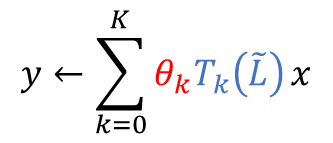 y ← ∑_{k=0}^{K} θ_k T_k(L̃) x